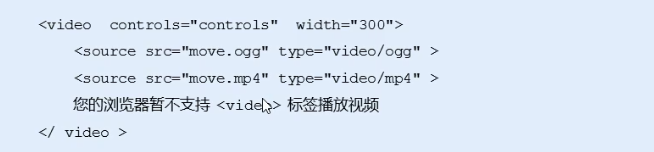 <video controls="controls" width="300">
<source src="move.ogg" type="video/ogg" >
<source src="move.mp4" type="video/mp4" >
您的浏览器暂不支持 <video> 标签播放视频
</ video >